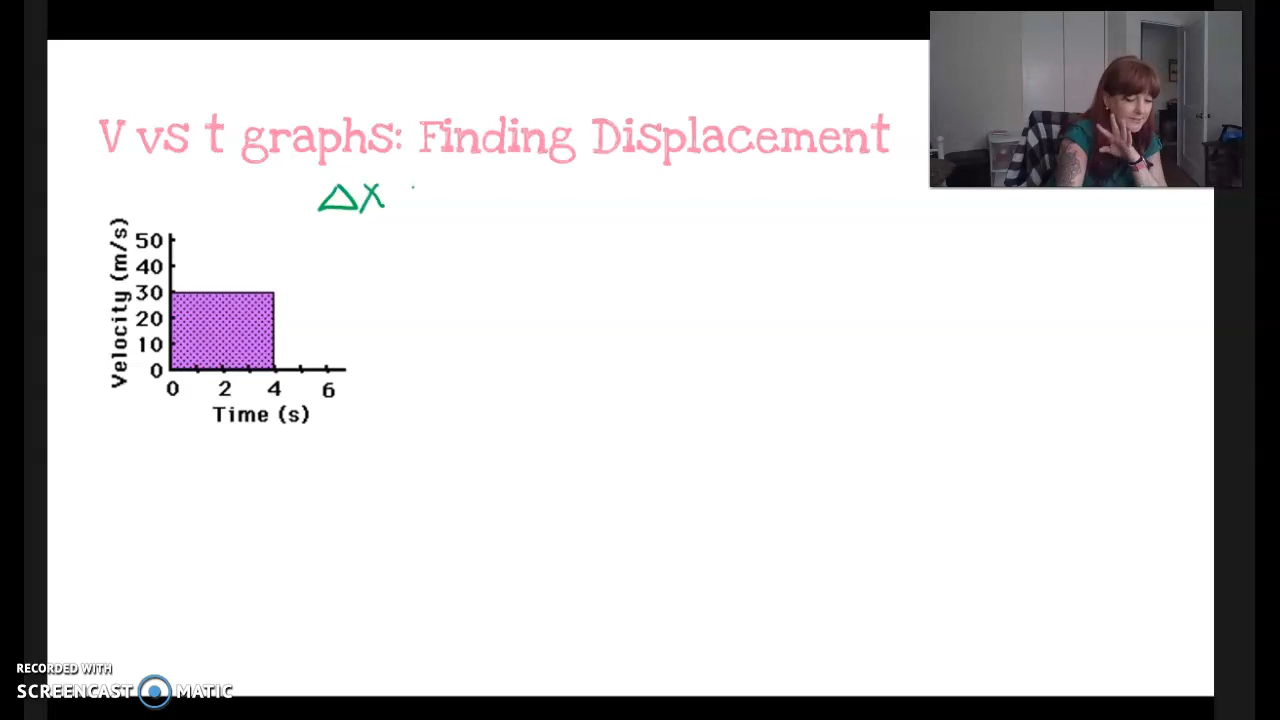 V vs t graphs: Finding Displacement
ΔX
Velocity (m/s)
50
40
30
20
10
0
0 2 4 6
Time (s)
RECORDED WITH
SCREENCAST MATIC